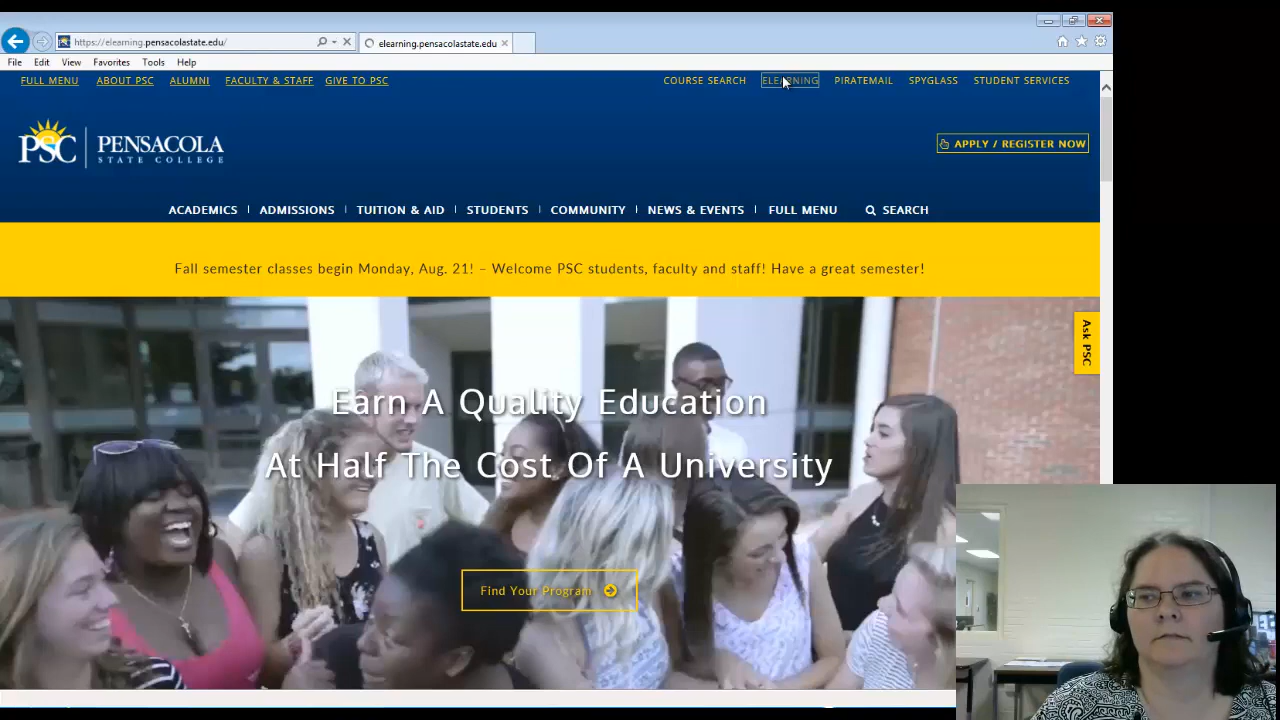 https://elearning.pensacolastate.edu/
elearning.pensacolastate.edu
File Edit View Favorites Tools Help
FULL MENU ABOUT PSC ALUMNI FACULTY & STAFF GIVE TO PSC COURSE SEARCH ELEARNING PIRATEMAIL SPYGLASS STUDENT SERVICES
PSC PENSACOLA
STATE COLLEGE
APPLY / REGISTER NOW
ACADEMICS ADMISSIONS TUITION & AID STUDENTS COMMUNITY NEWS & EVENTS FULL MENU SEARCH
Fall semester classes begin Monday, Aug. 21! – Welcome PSC students, faculty and staff! Have a great semester!
Ask PSC
Earn A Quality Education
At Half The Cost Of A University
Find Your Program